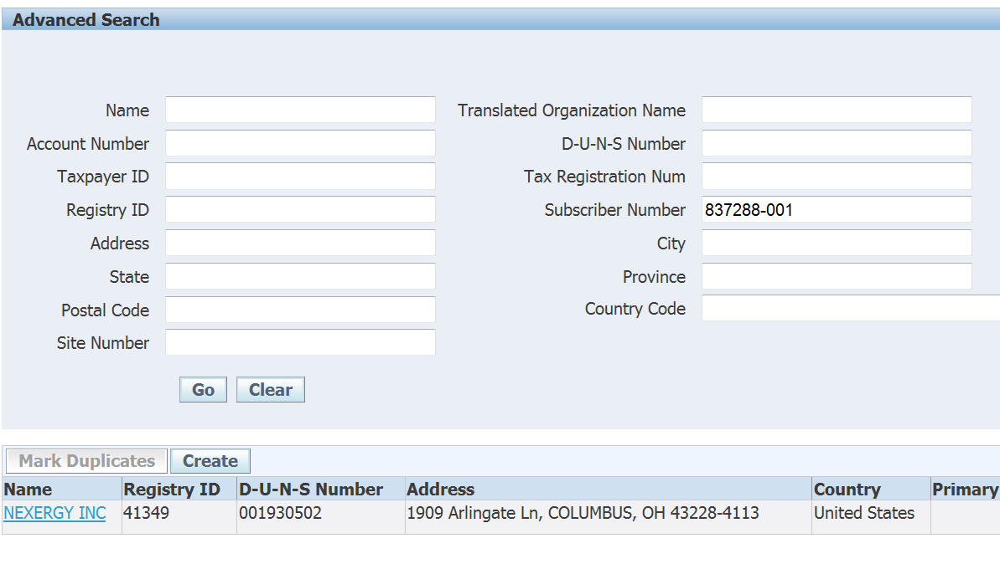 Advanced Search
Name Translated Organization Name
Account Number D-U-N-S Number
Taxpayer ID Tax Registration Num
Registry ID Subscriber Number 837288-001
Address City
State Province
Postal Code Country Code
Site Number
Go Clear
Mark Duplicates Create
Name Registry ID D-U-N-S Number Address Country Primary
NEXERGY INC 41349 001930502 1909 Arlingate Ln, COLUMBUS, OH 43228-4113 United States